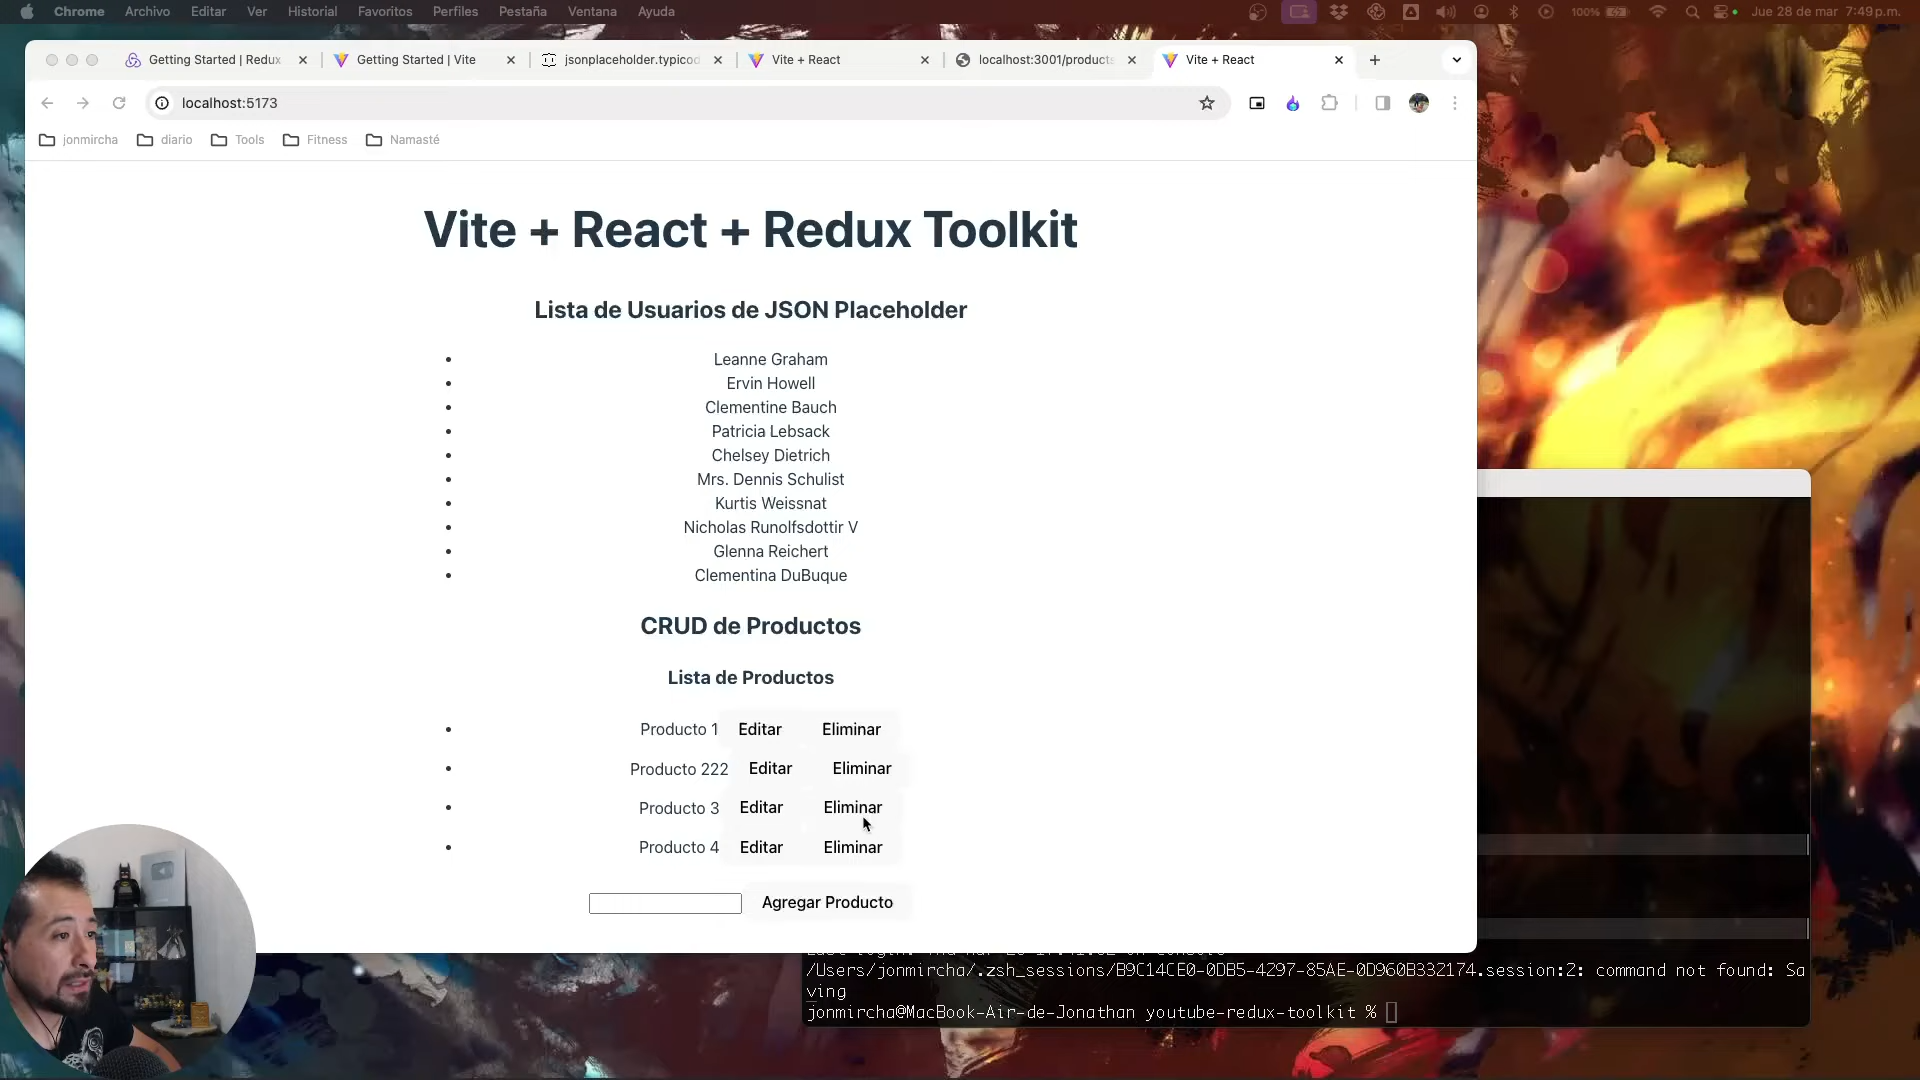 Chrome Archivo Editar Ver Historial Favoritos Perfiles Pestaña Ventana Ayuda 100% Jue 28 de mar 7:49 p.m.
Getting Started | Redux Getting Started | Vite jsonplaceholder.typicod Vite + React localhost:3001/products Vite + React
localhost:5173
jonmircha diario Tools Fitness Namasté
Vite + React + Redux Toolkit
Lista de Usuarios de JSON Placeholder
• Leanne Graham
• Ervin Howell
• Clementine Bauch
• Patricia Lebsack
• Chelsey Dietrich
• Mrs. Dennis Schulist
• Kurtis Weissnat
• Nicholas Runolfsdottir V
• Glenna Reichert
• Clementina DuBuque
CRUD de Productos
Lista de Productos
• Producto 1 Editar Eliminar
• Producto 222 Editar Eliminar
• Producto 3 Editar Eliminar
• Producto 4 Editar Eliminar
Agregar Producto
/Users/jonmircha/.zsh_sessions/B9C14CE0-0DB5-4297-85AE-0D960B332174.session:2: command not found: Sa
ving
jonmircha@MacBook-Air-de-Jonathan youtube-redux-toolkit %